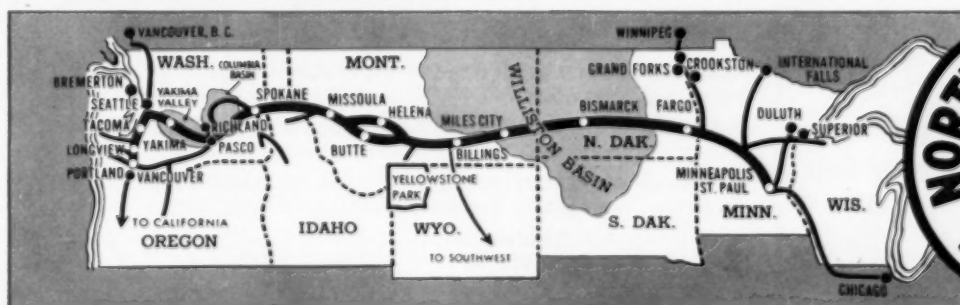 VANCOUVER, B. C.
WASH.
COLUMBIA
BASIN
MONT.
WINNIPEG
GRAND FORKS
CROOKSTON
INTERNATIONAL
FALLS
BREMERTON
SEATTLE
YAKIMA
VALLEY
SPOKANE
MISSOULA
HELENA
MILES CITY
WILLISTON BASIN
BISMARCK
FARGO
DULUTH
SUPERIOR
TACOMA
RICHLAND
LONGVIEW
YAKIMA
PASCO
BUTTE
BILLINGS
N. DAK.
PORTLAND
VANCOUVER
YELLOWSTONE
PARK
MINNEAPOLIS
ST. PAUL
TO CALIFORNIA
OREGON
IDAHO
WYO.
S. DAK.
MINN.
WIS.
TO SOUTHWEST
CHICAGO
NORT